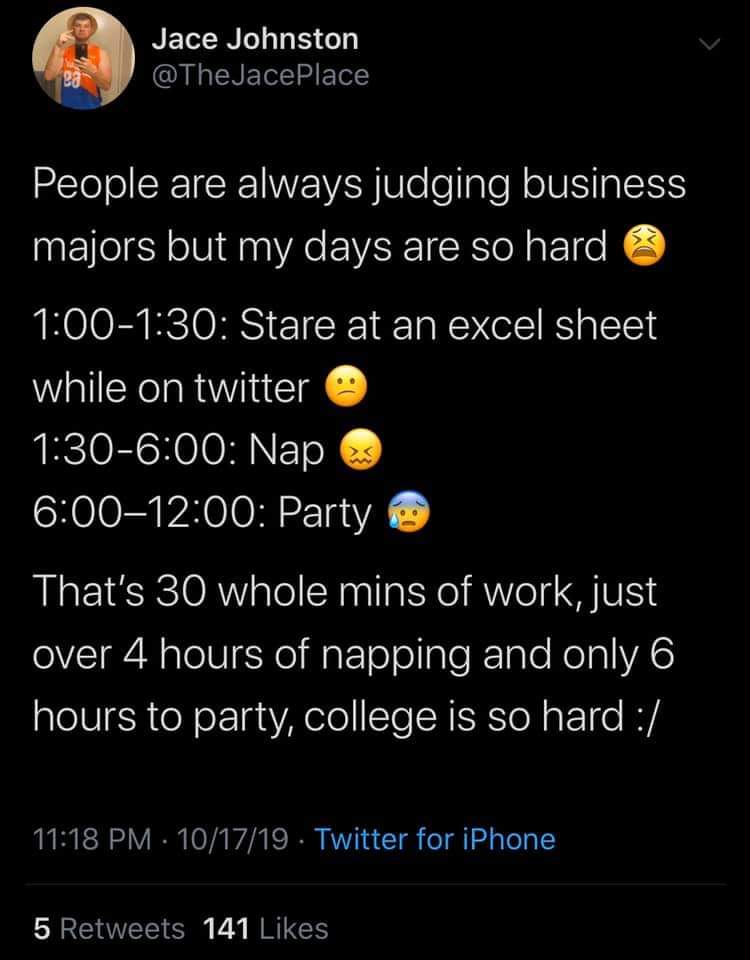 Jace Johnston
@TheJacePlace
People are always judging business
majors but my days are so hard 😫
1:00-1:30: Stare at an excel sheet
while on twitter 😕
1:30-6:00: Nap 😖
6:00–12:00: Party 😰
That’s 30 whole mins of work, just
over 4 hours of napping and only 6
hours to party, college is so hard :/
11:18 PM · 10/17/19 · Twitter for iPhone
5 Retweets 141 Likes